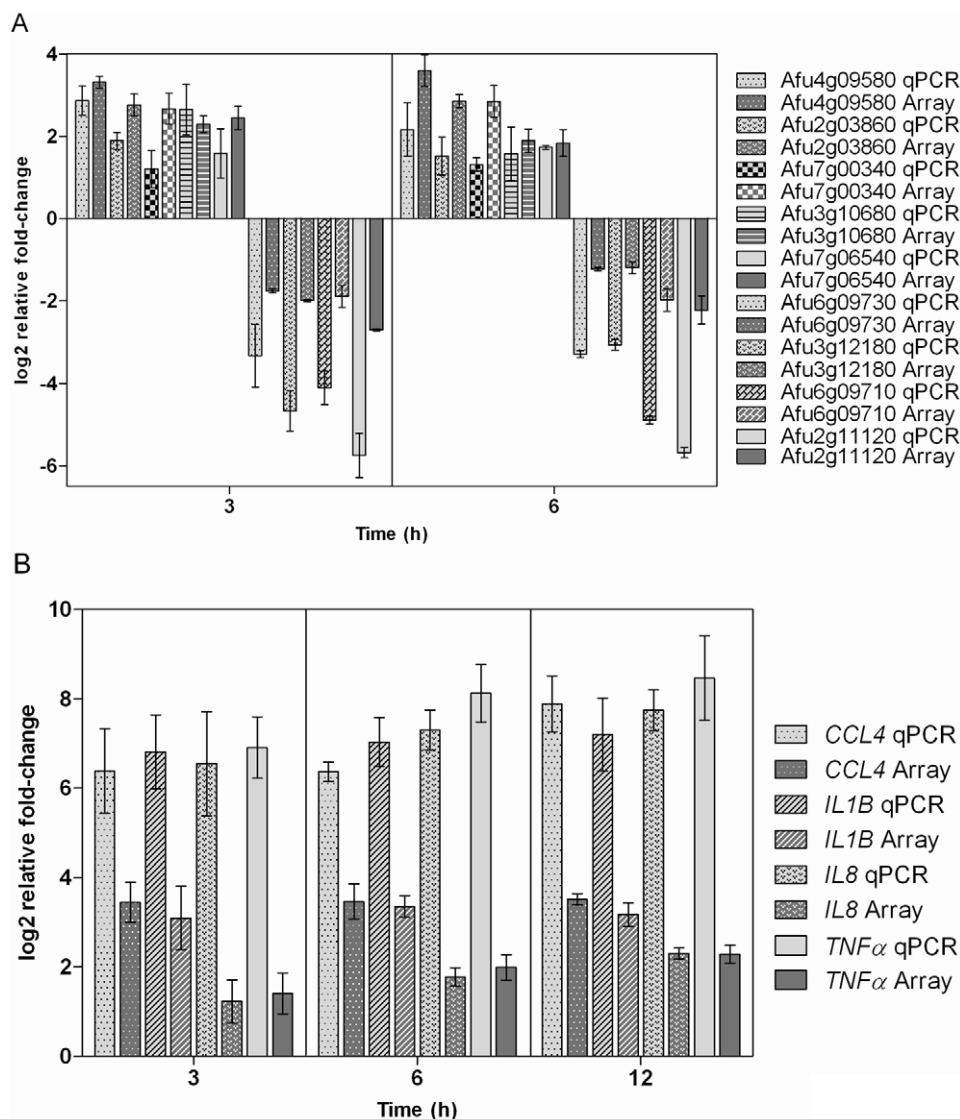 A
log2 relative fold-change
4
2
0
-2
-4
-6
3
6
Time (h)
Afu4g09580 qPCR
Afu4g09580 Array
Afu2g03860 qPCR
Afu2g03860 Array
Afu7g00340 qPCR
Afu7g00340 Array
Afu3g10680 qPCR
Afu3g10680 Array
Afu7g06540 qPCR
Afu7g06540 Array
Afu6g09730 qPCR
Afu6g09730 Array
Afu3g12180 qPCR
Afu3g12180 Array
Afu6g09710 qPCR
Afu6g09710 Array
Afu2g11120 qPCR
Afu2g11120 Array
B
log2 relative fold-change
10
8
6
4
2
0
3
6
12
Time (h)
CCL4 qPCR
CCL4 Array
IL1B qPCR
IL1B Array
IL8 qPCR
IL8 Array
TNFα qPCR
TNFα Array